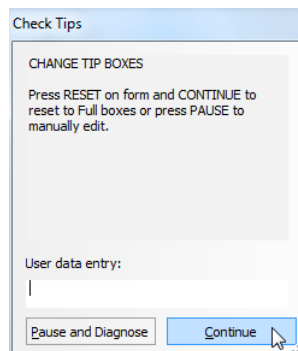 Check Tips
CHANGE TIP BOXES
Press RESET on form and CONTINUE to
reset to Full boxes or press PAUSE to
manually edit.
User data entry:
Pause and Diagnose
Continue